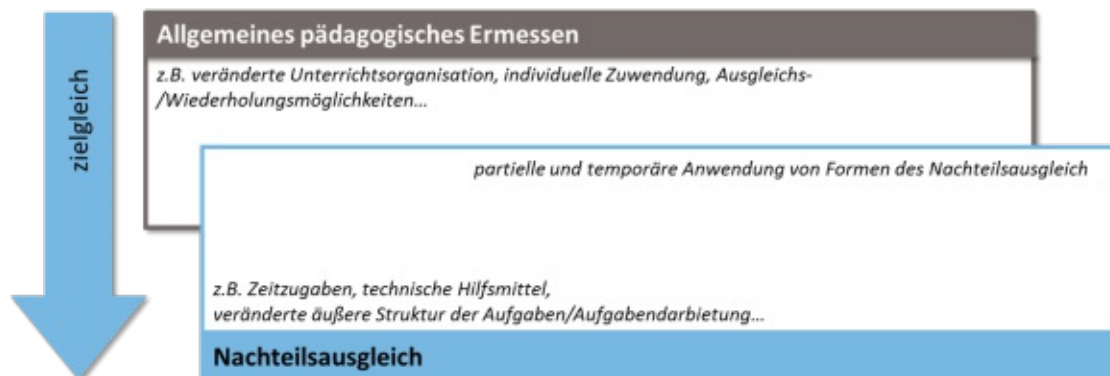 zielgleich
Allgemeines pädagogisches Ermessen
z.B. veränderte Unterrichtsorganisation, individuelle Zuwendung, Ausgleichs-
/Wiederholungsmöglichkeiten...
partielle und temporäre Anwendung von Formen des Nachteilsausgleich
z.B. Zeitzugaben, technische Hilfsmittel,
veränderte äußere Struktur der Aufgaben/Aufgabendarbietung...
Nachteilsausgleich